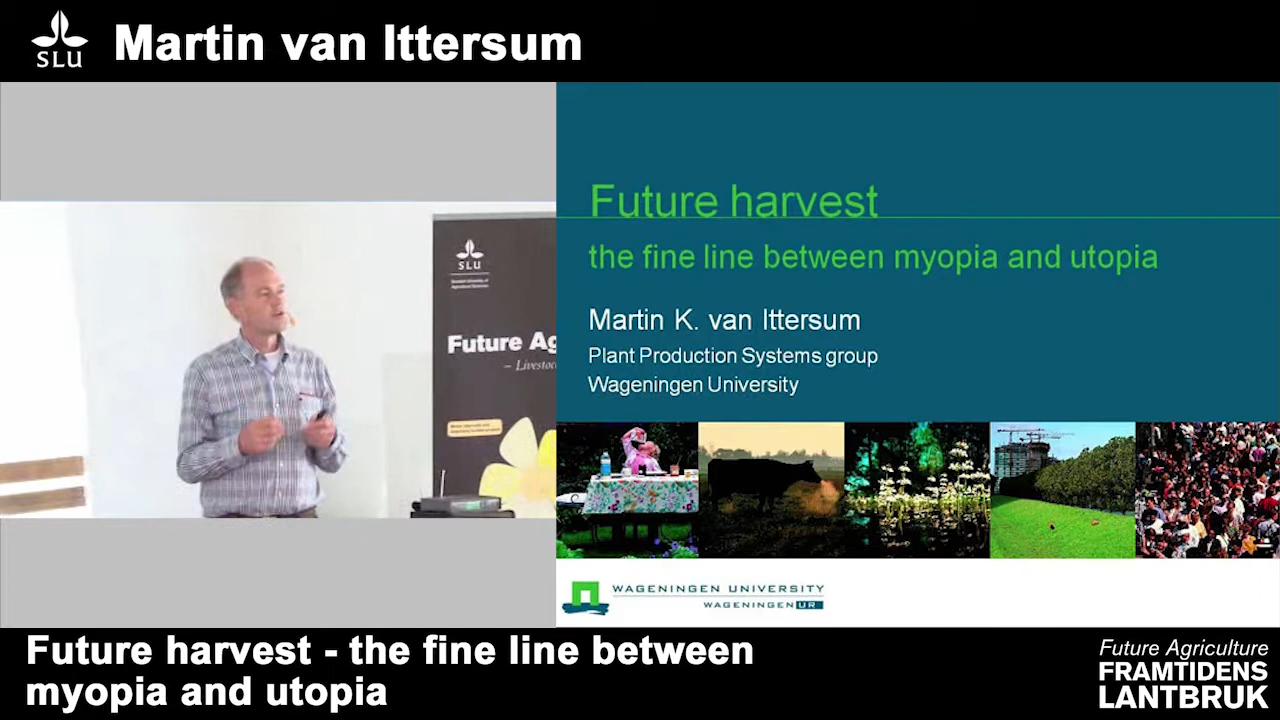 SLU
Martin van Ittersum
SLU
Future Ag
– Livestoc
Future harvest
the fine line between myopia and utopia
Martin K. van Ittersum
Plant Production Systems group
Wageningen University
WAGENINGEN UNIVERSITY
WAGENINGEN UR
Future harvest - the fine line between
myopia and utopia
Future Agriculture
FRAMTIDENS
LANTBRUK